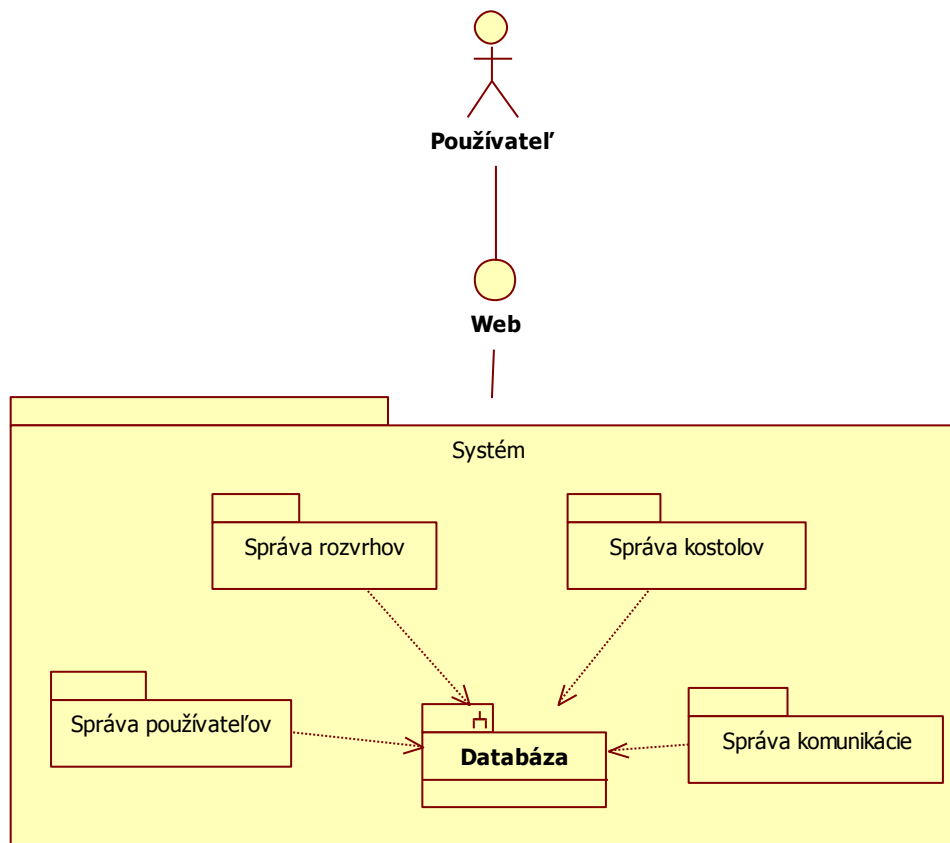 Používateľ
Web
Systém
Správa rozvrhov
Správa kostolov
Správa používateľov
Databáza
Správa komunikácie